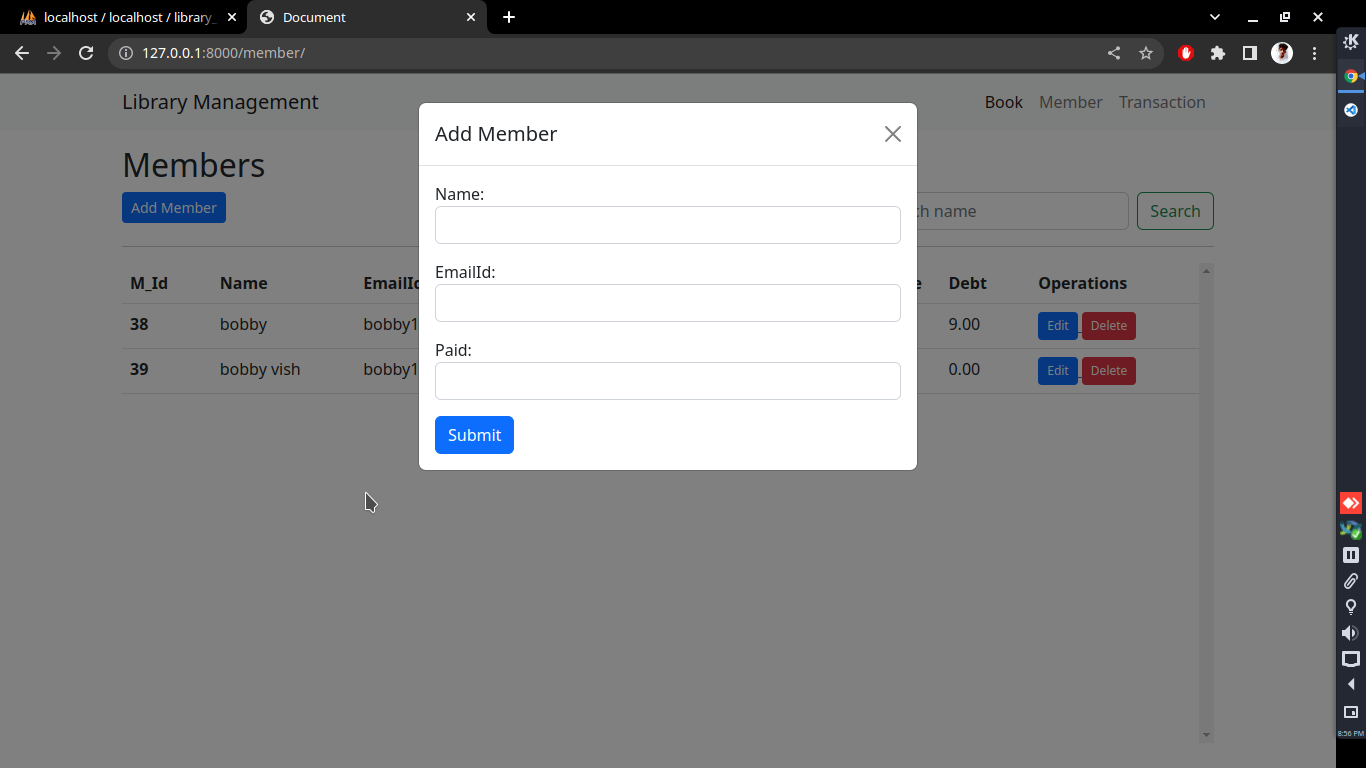 localhost / localhost / library_
Document
127.0.0.1:8000/member/
Library Management
Book
Member
Transaction
Members
Add Member
ch name
Search
M_Id
Name
EmailId
Debt
Operations
38
bobby
bobby1
9.00
Edit
Delete
39
bobby vish
bobby1
0.00
Edit
Delete
Add Member
Name:
EmailId:
Paid:
Submit
8:56 PM